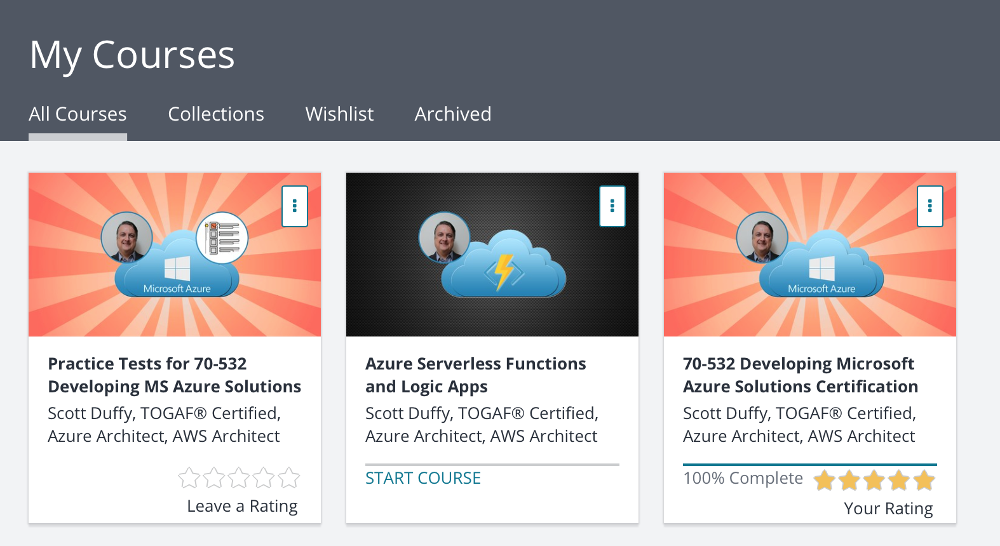 My Courses
All Courses Collections Wishlist Archived
Microsoft Azure
Practice Tests for 70-532
Developing MS Azure Solutions
Scott Duffy, TOGAF® Certified,
Azure Architect, AWS Architect
Leave a Rating
Azure Serverless Functions
and Logic Apps
Scott Duffy, TOGAF® Certified,
Azure Architect, AWS Architect
START COURSE
Microsoft Azure
70-532 Developing Microsoft
Azure Solutions Certification
Scott Duffy, TOGAF® Certified,
Azure Architect, AWS Architect
100% Complete
Your Rating